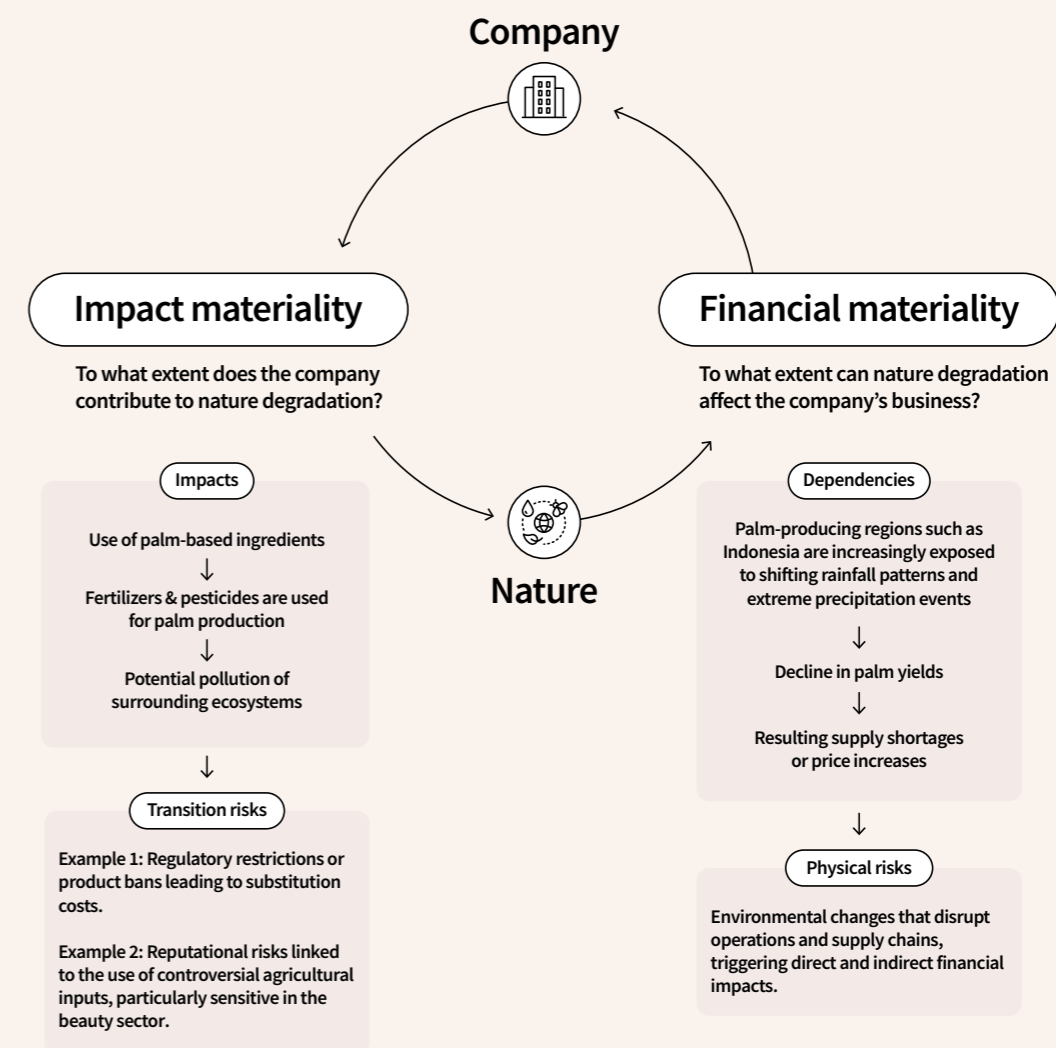 Company
Impact materiality
To what extent does the company
contribute to nature degradation?
Impacts
Use of palm-based ingredients
Fertilizers & pesticides are used
for palm production
Potential pollution of
surrounding ecosystems
Transition risks
Example 1: Regulatory restrictions or
product bans leading to substitution
costs.
Example 2: Reputational risks linked
to the use of controversial agricultural
inputs, particularly sensitive in the
beauty sector.
Nature
Financial materiality
To what extent can nature degradation
affect the company’s business?
Dependencies
Palm-producing regions such as
Indonesia are increasingly exposed
to shifting rainfall patterns and
extreme precipitation events
Decline in palm yields
Resulting supply shortages
or price increases
Physical risks
Environmental changes that disrupt
operations and supply chains,
triggering direct and indirect financial
impacts.